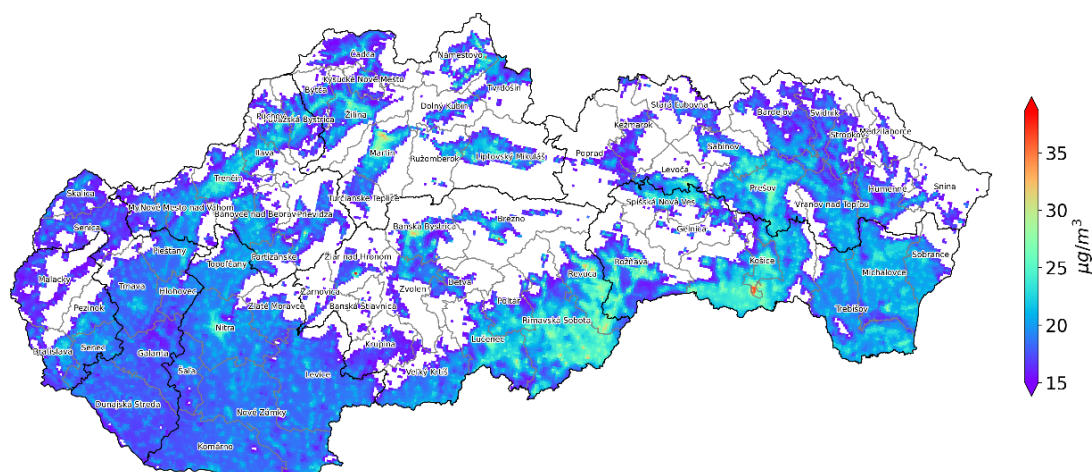 Čadca
Námestovo
Kysucké Nové Mesto
Tvrdošín
Bytča
Dolný Kubín
Stará Ľubovňa
Bardejov
Svidník
Púchov
Považská Bystrica
Žilina
Kežmarok
Stropkov
Medzilaborce
Ilava
Martin
Ružomberok
Liptovský Mikuláš
Poprad
Sabinov
Levoča
Trenčín
Prešov
Humenné
Snina
Skalica
Turčianske Teplice
Spišská Nová Ves
Vranov nad Topľou
Myjava
Nové Mesto nad Váhom
Bánovce nad Bebravou
Prievidza
Senica
Banská Bystrica
Brezno
Gelnica
Piešťany
Partizánske
Žiar nad Hronom
Rožňava
Košice
Sobrance
Topoľčany
Revúca
Michalovce
Malacky
Trnava
Hlohovec
Žarnovica
Zvolen
Detva
Pezinok
Zlaté Moravce
Banská Štiavnica
Poltár
Trebišov
Nitra
Rimavská Sobota
Bratislava
Senec
Galanta
Krupina
Lučenec
Šaľa
Levice
Veľký Krtíš
Dunajská Streda
Nové Zámky
Komárno
35
30
25
20
15
μg/m³